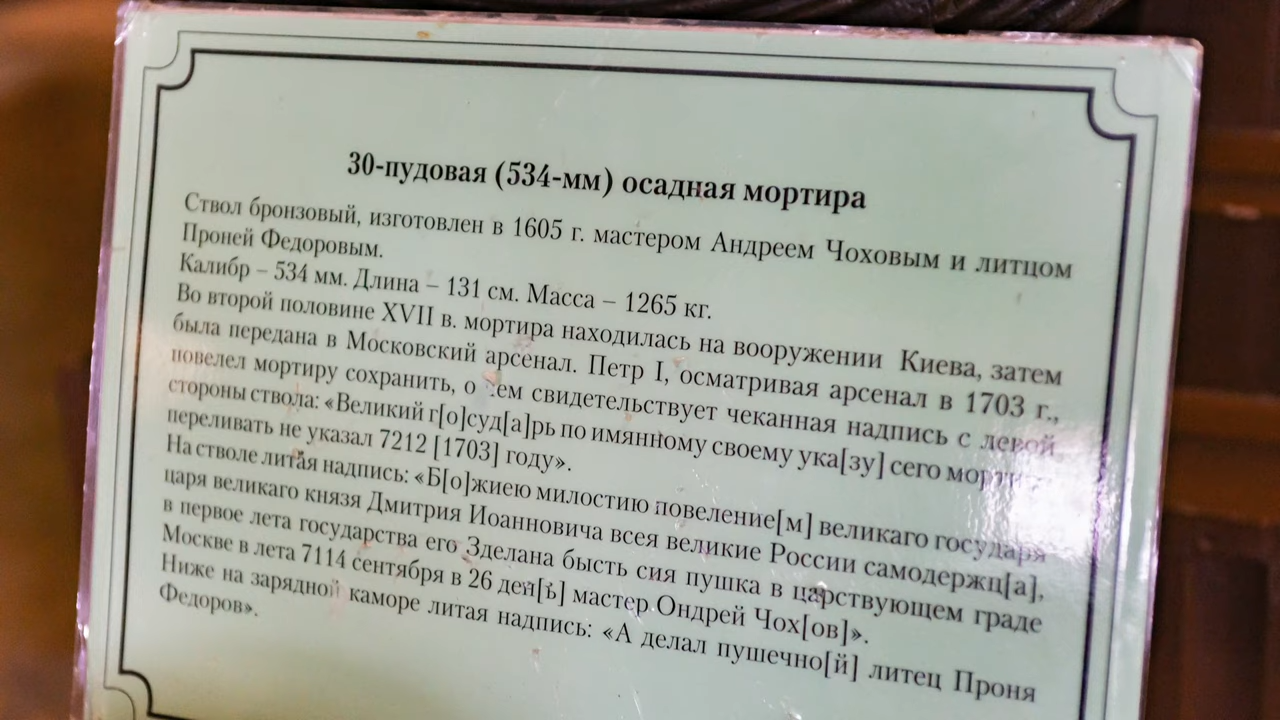 30-пудовая (534-мм) осадная мортира
Ствол бронзовый, изготовлен в 1605 г. мастером Андреем Чоховым и литцом
Проней Федоровым.
Калибр – 534 мм. Длина – 131 см. Масса – 1265 кг.
Во второй половине XVII в. мортира находилась на вооружении Киева, затем
была передана в Московский арсенал. Петр I, осматривая арсенал в 1703 г.,
повелел мортиру сохранить, о чем свидетельствует чеканная надпись с левой
стороны ствола: «Великий г[о]суд[а]рь по имянному своему ука[зу] сего
переливать не указал 7212 [1703] году».
На стволе литая надпись: «Б[о]жиею милостию повеление[м] великаго государя
царя великаго князя Дмитрия Иоанновича всея великие России самодержц[а],
в первое лета государства его Зделана бысть сия пушка в царствующем граде
Москве в лета 7114 сентября в 26 ден[ь] мастер Ондрей Чох[ов]».
Ниже на зарядной каморе литая надпись: «А делал пушечно[й] литец Проня
Федоров».